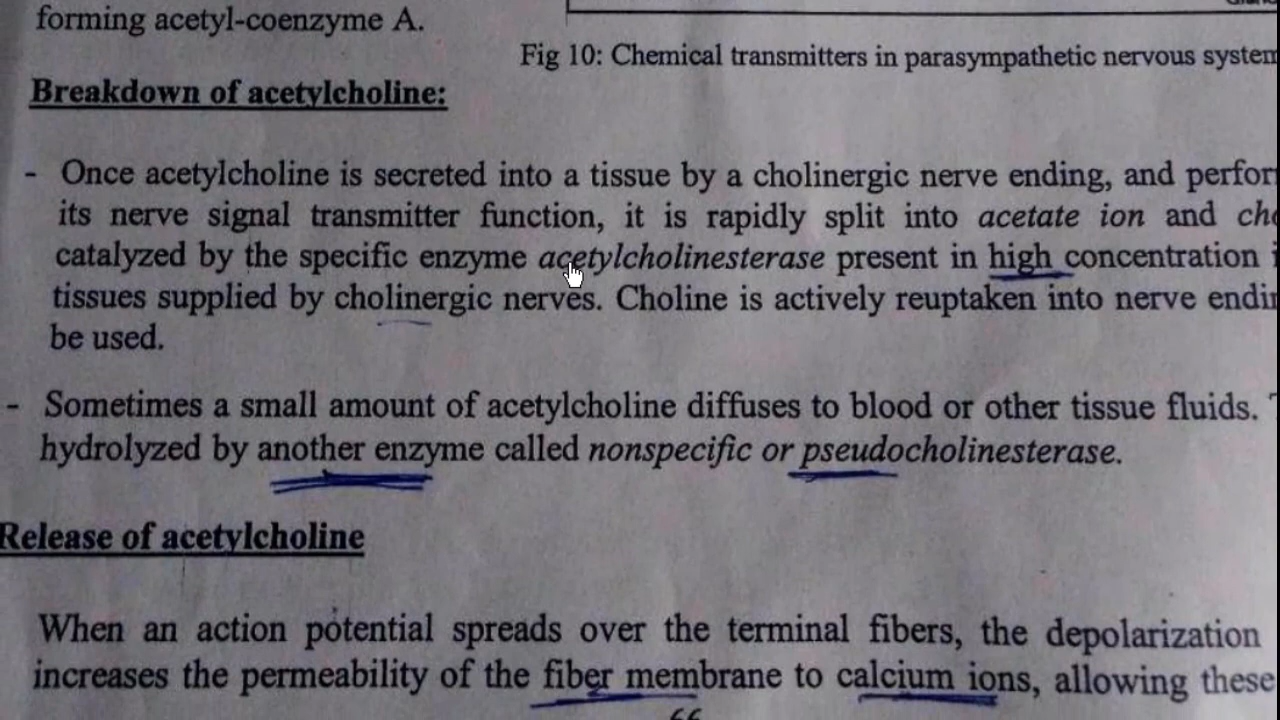 forming acetyl-coenzyme A.
Fig 10: Chemical transmitters in parasympathetic nervous system
Breakdown of acetylcholine:
- Once acetylcholine is secreted into a tissue by a cholinergic nerve ending, and
its nerve signal transmitter function, it is rapidly split into acetate ion and
catalyzed by the specific enzyme acetylcholinesterase present in high concentration
tissues supplied by cholinergic nerves. Choline is actively reuptaken into nerve
be used.
- Sometimes a small amount of acetylcholine diffuses to blood or other tissue fluids.
hydrolyzed by another enzyme called nonspecific or pseudocholinesterase.
Release of acetylcholine
When an action potential spreads over the terminal fibers, the depolarization
increases the permeability of the fiber membrane to calcium ions, allowing these
66